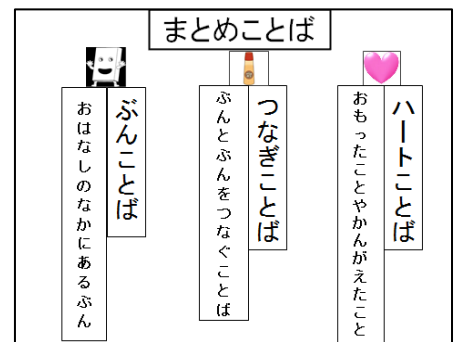 まとめことば
ハートことば
おもったことやかんがえたこと
つなぎことば
ぶんとぶんをつなぐことば
ぶんことば
おはなしのなかにあるぶん